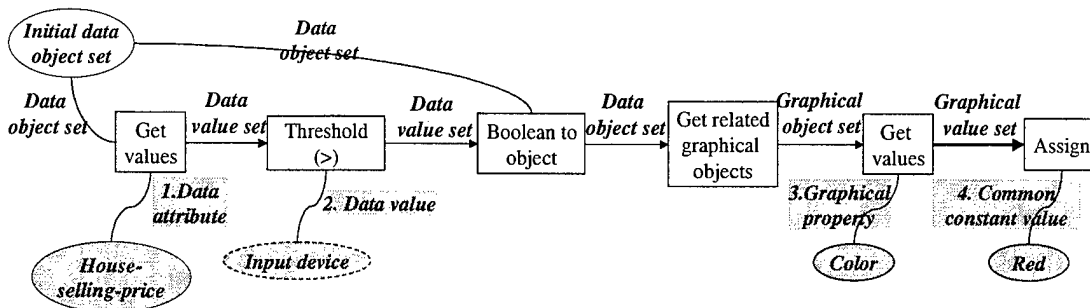 Initial data
object set
Data
object set
Data
object set
Get
values
Data
value set
Threshold
(>)
Data
value set
Boolean to
object
Data
object set
Get related
graphical
objects
Graphical
object set
Get
values
Graphical
value set
Assign
1.Data
attribute
2. Data value
3.Graphical
property
4. Common
constant value
House-
selling-price
Input device
Color
Red